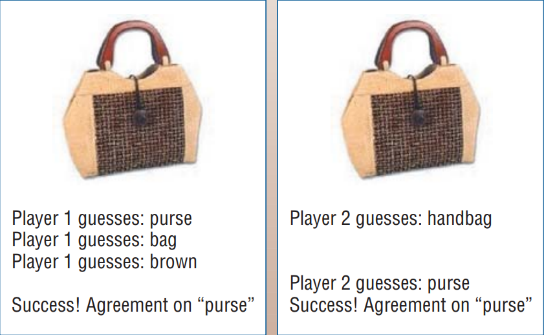 Player 1 guesses: purse
Player 1 guesses: bag
Player 1 guesses: brown
Success! Agreement on “purse”
Player 2 guesses: handbag
Player 2 guesses: purse
Success! Agreement on “purse”